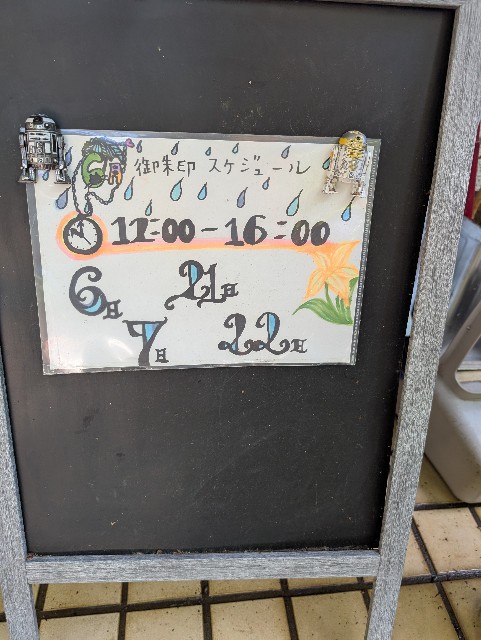 6月 御朱印 スケジュール
11:00-16:00
6日 21日
7日 22日